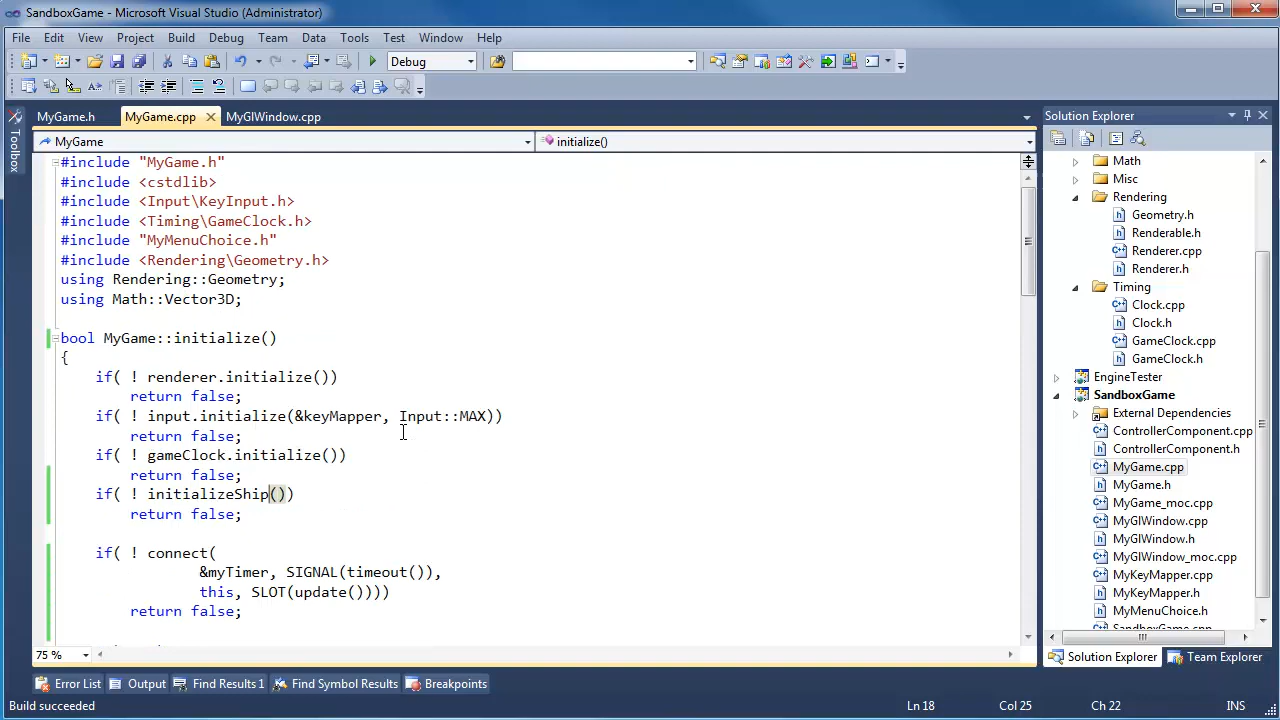 SandboxGame - Microsoft Visual Studio (Administrator)
File Edit View Project Build Debug Team Data Tools Test Window Help
Debug
MyGame.h MyGame.cpp MyGlWindow.cpp
MyGame initialize()
#include "MyGame.h"
#include <cstdlib>
#include <Input\KeyInput.h>
#include <Timing\GameClock.h>
#include "MyMenuChoice.h"
#include <Rendering\Geometry.h>
using Rendering::Geometry;
using Math::Vector3D;
bool MyGame::initialize()
{
if( ! renderer.initialize())
return false;
if( ! input.initialize(&keyMapper, Input::MAX))
return false;
if( ! gameClock.initialize())
return false;
if( ! initializeShip())
return false;
if( ! connect(
&myTimer, SIGNAL(timeout()),
this, SLOT(update())))
return false;
75 %
Toolbox
Solution Explorer
Math
Misc
Rendering
Geometry.h
Renderable.h
Renderer.cpp
Renderer.h
Timing
Clock.cpp
Clock.h
GameClock.cpp
GameClock.h
EngineTester
SandboxGame
External Dependencies
ControllerComponent.cpp
ControllerComponent.h
MyGame.cpp
MyGame.h
MyGame_moc.cpp
MyGlWindow.cpp
MyGlWindow.h
MyGlWindow_moc.cpp
MyKeyMapper.cpp
MyKeyMapper.h
MyMenuChoice.h
SandboxGame.cpp
Solution Explorer Team Explorer
Error List Output Find Results 1 Find Symbol Results Breakpoints
Build succeeded Ln 18 Col 25 Ch 22 INS